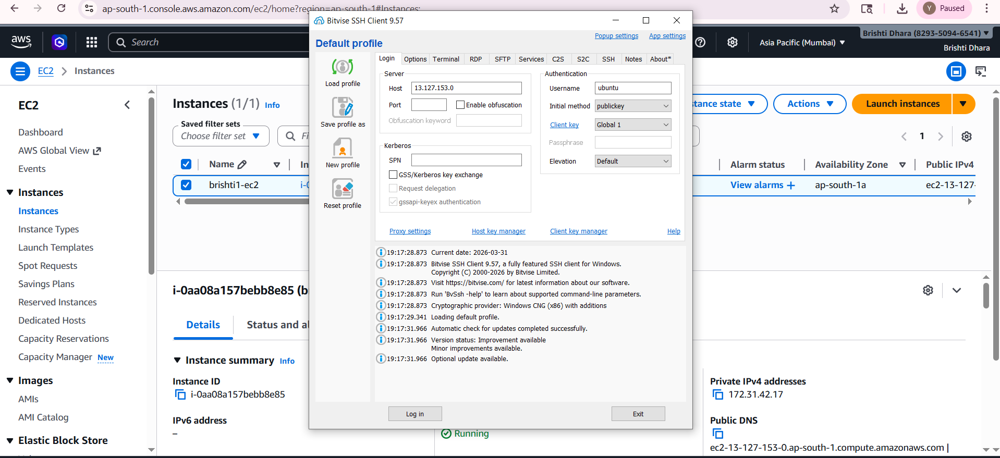 ap-south-1.console.aws.amazon.com/ec2/home?region=ap-south-1#Instances:
Y Paused
aws
Search
Asia Pacific (Mumbai)
Brishti Dhara (8293-5094-6541)
Brishti Dhara
EC2
Instances
EC2
Dashboard
AWS Global View
Events
Instances
Instances
Instance Types
Launch Templates
Spot Requests
Savings Plans
Reserved Instances
Dedicated Hosts
Capacity Reservations
Capacity Manager New
Images
AMIs
AMI Catalog
Elastic Block Store
Instances (1/1) Info
Saved filter sets
Choose filter set
Actions
Launch instances
1
Name
Alarm status
Availability Zone
Public IPv4
brishti1-ec2
View alarms +
ap-south-1a
ec2-13-127-
i-0aa08a157bebb8e85 (b
Details
Status and al
Instance summary Info
Instance ID
i-0aa08a157bebb8e85
IPv6 address
–
Running
Private IPv4 addresses
172.31.42.17
Public DNS
ec2-13-127-153-0.ap-south-1.compute.amazonaws.com |
Bitvise SSH Client 9.57
Default profile
Popup settings
App settings
Load profile
Save profile as
New profile
Reset profile
Login Options Terminal RDP SFTP Services C2S S2C SSH Notes About*
Server
Host 13.127.153.0
Port
Enable obfuscation
Obfuscation keyword
Kerberos
SPN
GSS/Kerberos key exchange
Request delegation
gssapi-keyex authentication
Authentication
Username ubuntu
Initial method publickey
Client key Global 1
Passphrase
Elevation Default
Proxy settings
Host key manager
Client key manager
Help
19:17:28.873 Current date: 2026-03-31
19:17:28.873 Bitvise SSH Client 9.57, a fully featured SSH client for Windows.
Copyright (C) 2000-2026 by Bitvise Limited.
19:17:28.873 Visit https://bitvise.com/ for latest information about our software.
19:17:28.873 Run 'BvSsh -help' to learn about supported command-line parameters.
19:17:28.873 Cryptographic provider: Windows CNG (x86) with additions
19:17:29.341 Loading default profile.
19:17:31.966 Automatic check for updates completed successfully.
19:17:31.966 Version status: Improvement available
Minor improvements available.
19:17:31.966 Optional update available.
Log in
Exit